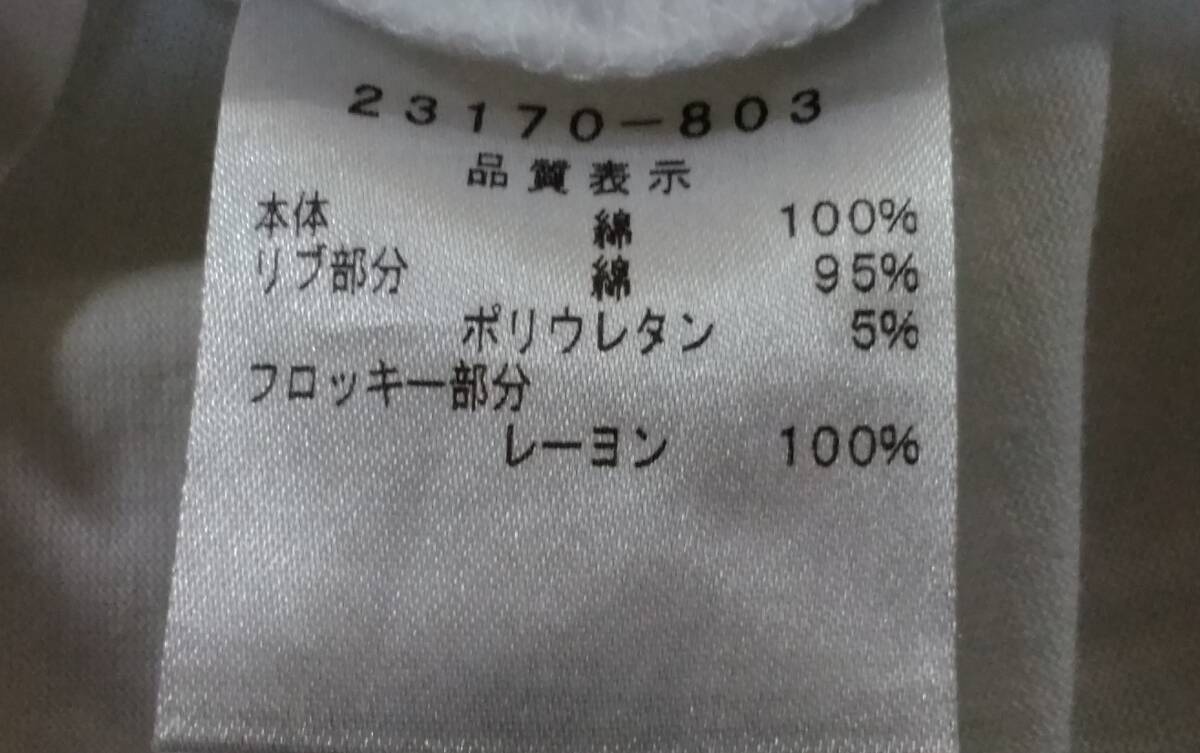 23170-803
品質表示
本体 綿 100%
リブ部分 綿 95%
ポリウレタン 5%
フロッキー部分
レーヨン 100%